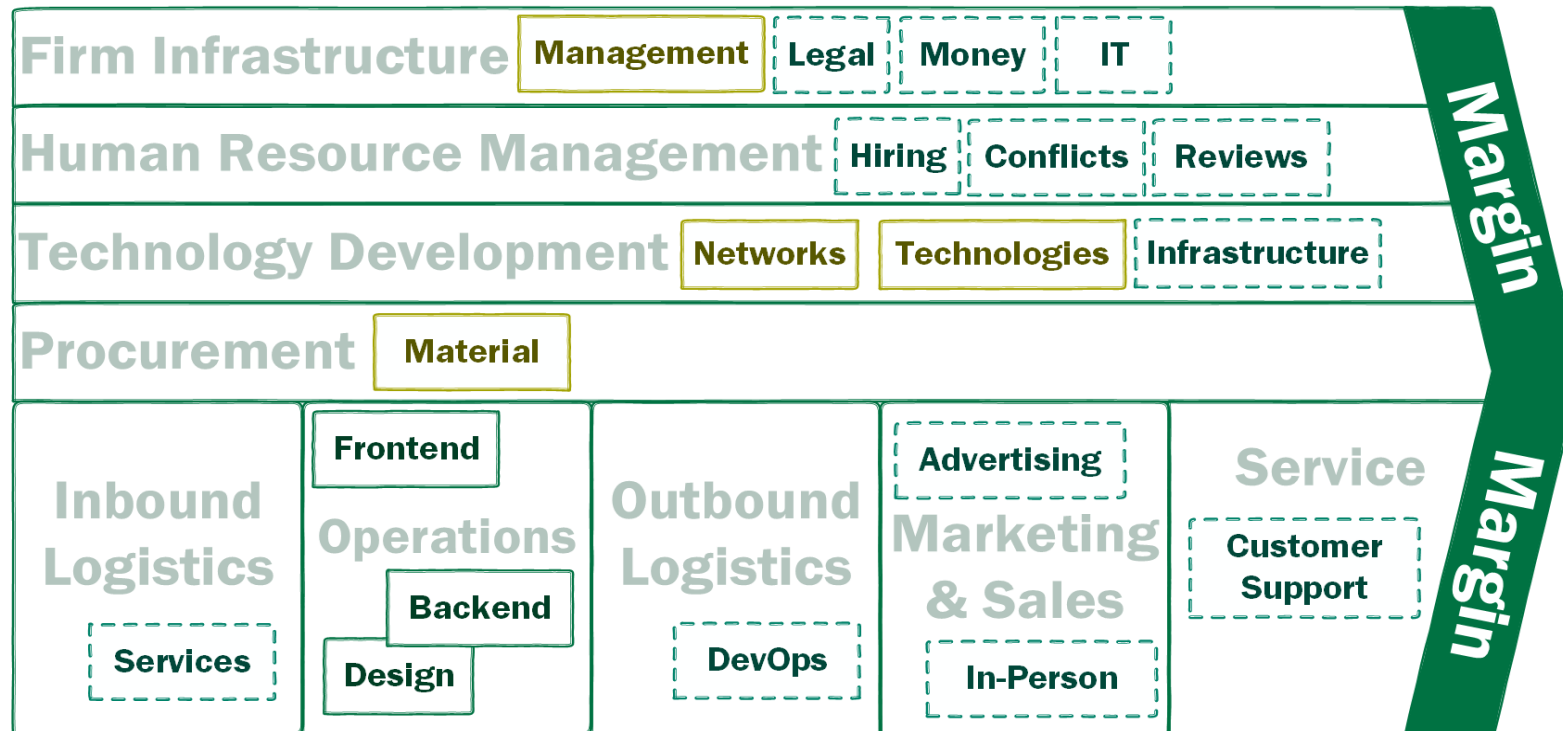 Firm Infrastructure Management Legal Money IT
Human Resource Management Hiring Conflicts Reviews
Technology Development Networks Technologies Infrastructure
Procurement Material
Margin
Margin
Inbound
Logistics
Services
Frontend
Operations
Backend
Design
Outbound
Logistics
DevOps
Advertising
Marketing
& Sales
In-Person
Service
Customer
Support